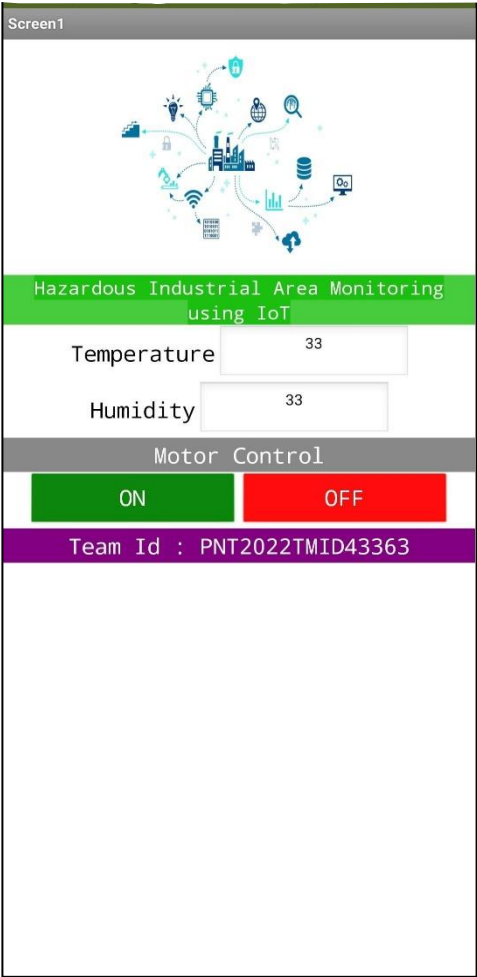 Screen1
Hazardous Industrial Area Monitoring
using IoT
Temperature 33
Humidity 33
Motor Control
ON OFF
Team Id : PNT2022TMID43363